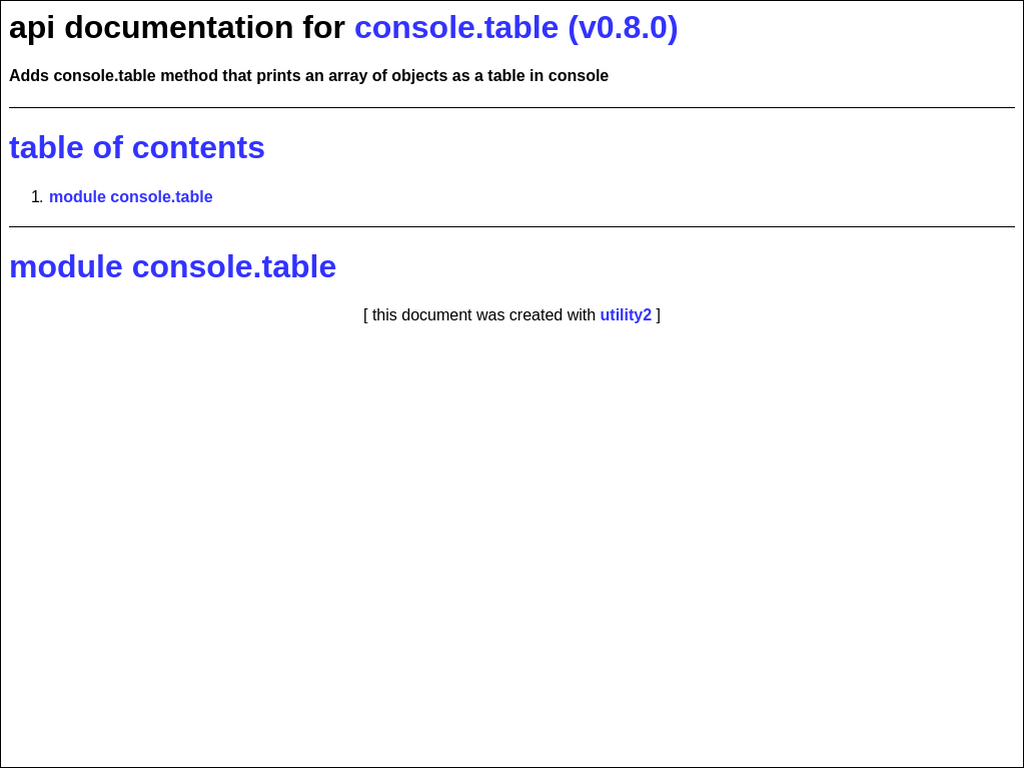 api documentation for console.table (v0.8.0)
Adds console.table method that prints an array of objects as a table in console
table of contents
1. module console.table
module console.table
[ this document was created with utility2 ]